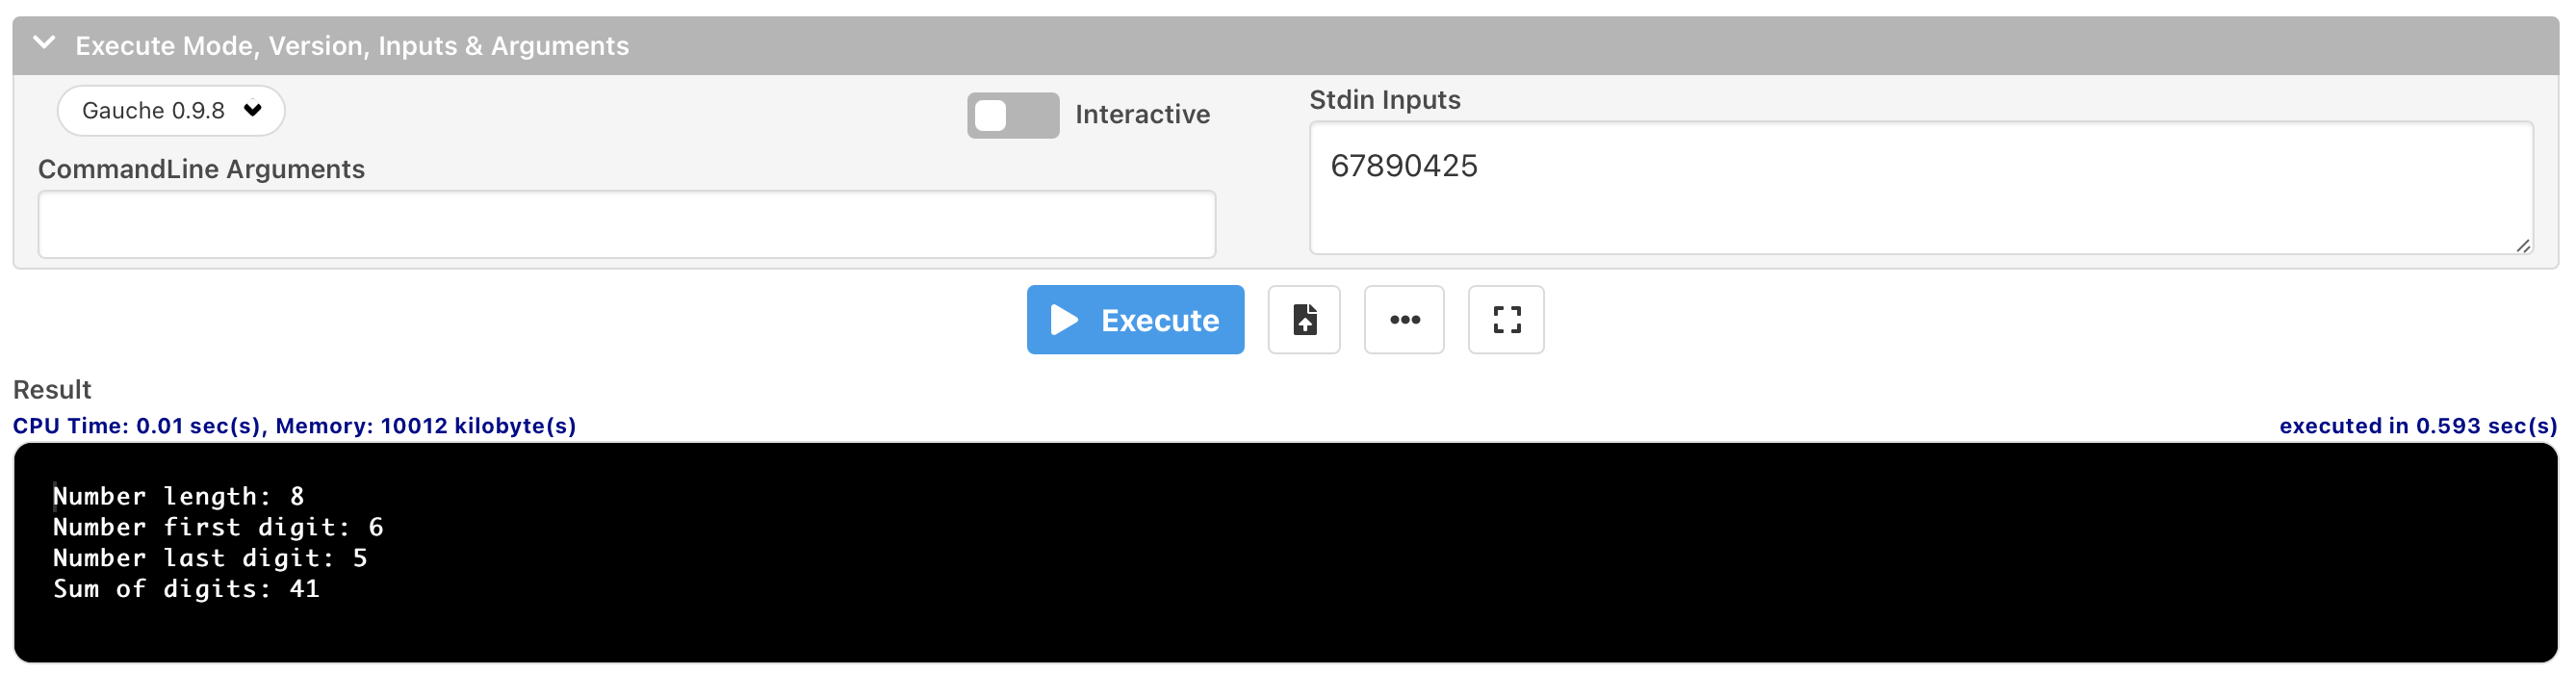 Execute Mode, Version, Inputs & Arguments
Gauche 0.9.8
Interactive
Stdin Inputs
67890425
CommandLine Arguments
Execute
Result
CPU Time: 0.01 sec(s), Memory: 10012 kilobyte(s)
executed in 0.593 sec(s)
Number length: 8
Number first digit: 6
Number last digit: 5
Sum of digits: 41